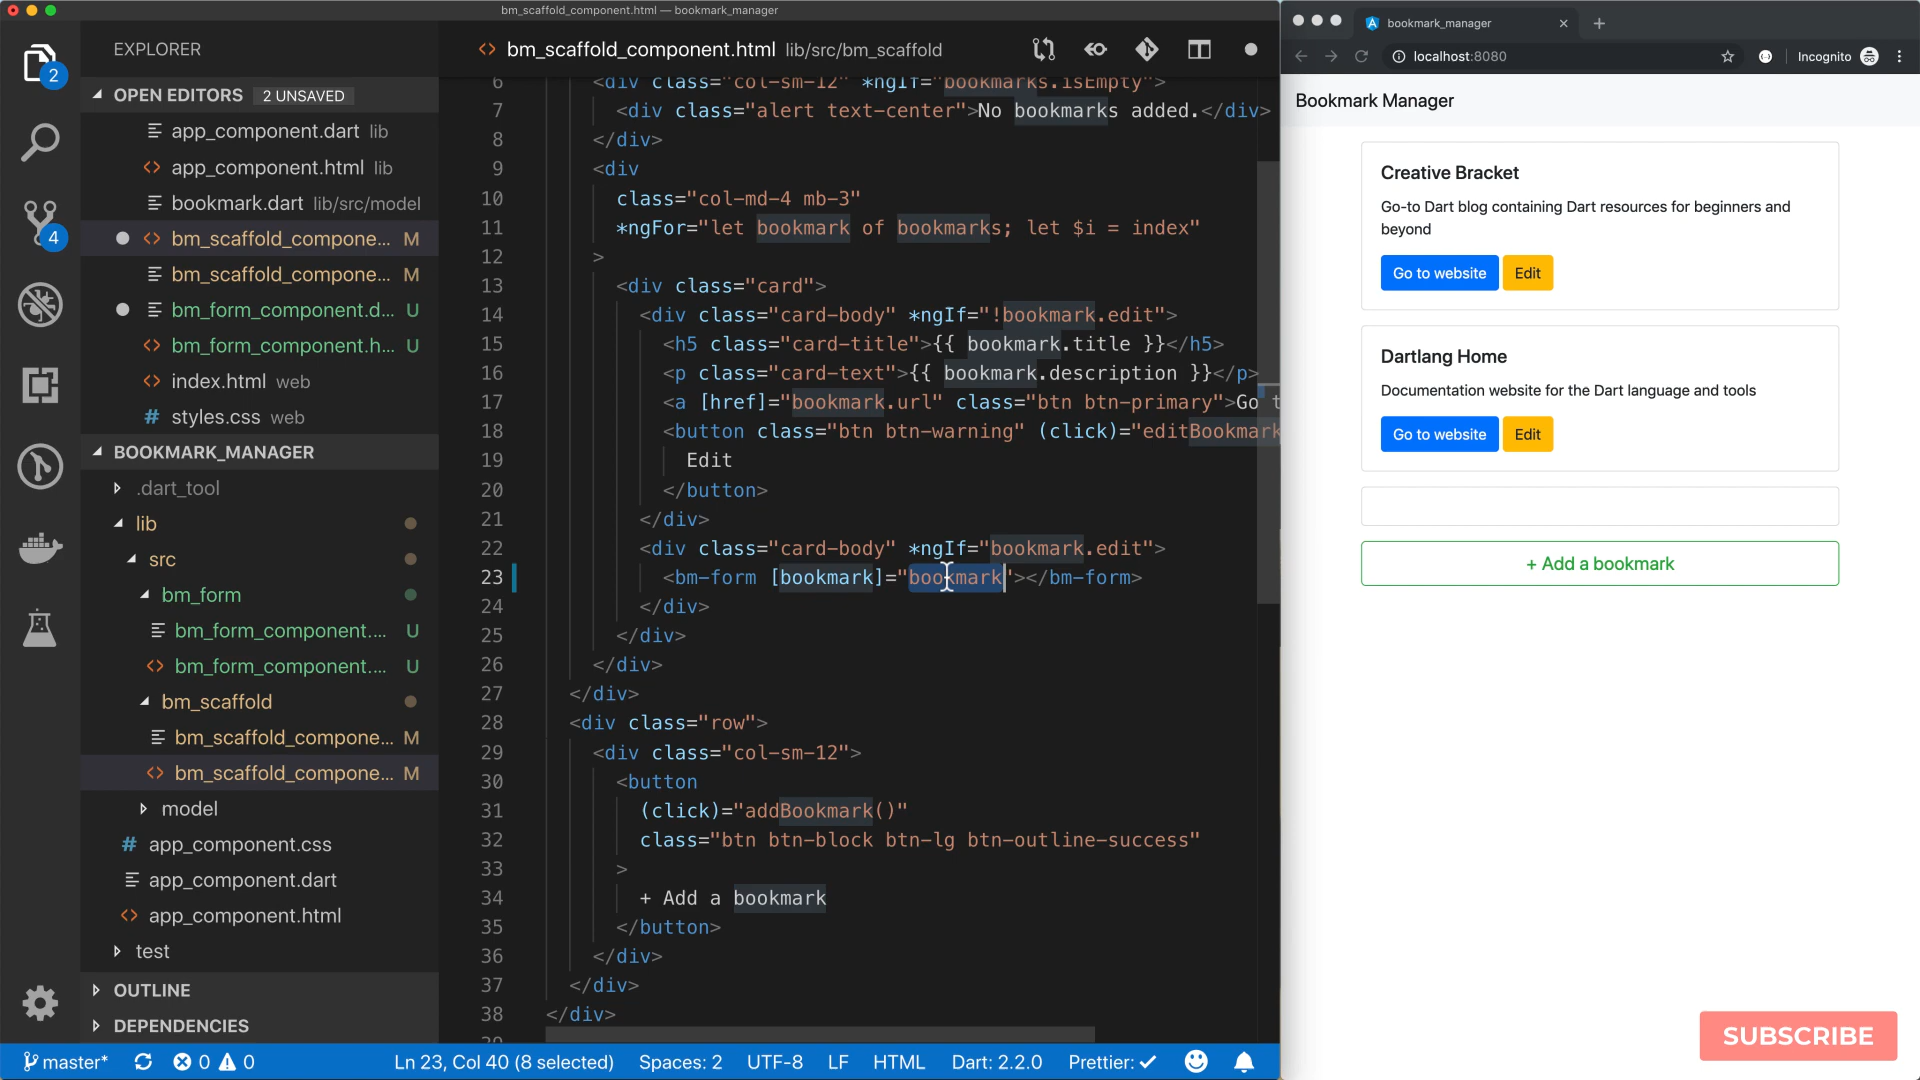 bm_scaffold_component.html — bookmark_manager
EXPLORER
OPEN EDITORS 2 UNSAVED
app_component.dart lib
app_component.html lib
bookmark.dart lib/src/model
bm_scaffold_compone... M
bm_scaffold_compone... M
bm_form_component.d... U
bm_form_component.h... U
index.html web
styles.css web
BOOKMARK_MANAGER
.dart_tool
lib
src
bm_form
bm_form_component.... U
bm_form_component.... U
bm_scaffold
bm_scaffold_compone... M
bm_scaffold_compone... M
model
app_component.css
app_component.dart
app_component.html
test
OUTLINE
DEPENDENCIES
2
4
bm_scaffold_component.html lib/src/bm_scaffold
6 <div class="col-sm-12" *ngIf="bookmarks.isEmpty">
7 <div class="alert text-center">No bookmarks added.</div>
8 </div>
9 <div
10 class="col-md-4 mb-3"
11 *ngFor="let bookmark of bookmarks; let $i = index"
12 >
13 <div class="card">
14 <div class="card-body" *ngIf="!bookmark.edit">
15 <h5 class="card-title">{{ bookmark.title }}</h5>
16 <p class="card-text">{{ bookmark.description }}</p>
17 <a [href]="bookmark.url" class="btn btn-primary">Go t
18 <button class="btn btn-warning" (click)="editBookmark
19 Edit
20 </button>
21 </div>
22 <div class="card-body" *ngIf="bookmark.edit">
23 <bm-form [bookmark]="bookmark"></bm-form>
24 </div>
25 </div>
26 </div>
27 </div>
28 <div class="row">
29 <div class="col-sm-12">
30 <button
31 (click)="addBookmark()"
32 class="btn btn-block btn-lg btn-outline-success"
33 >
34 + Add a bookmark
35 </button>
36 </div>
37 </div>
38 </div>
master* 0 0 Ln 23, Col 40 (8 selected) Spaces: 2 UTF-8 LF HTML Dart: 2.2.0 Prettier: ✓
bookmark_manager
localhost:8080 Incognito
Bookmark Manager
Creative Bracket
Go-to Dart blog containing Dart resources for beginners and
beyond
Go to website Edit
Dartlang Home
Documentation website for the Dart language and tools
Go to website Edit
+ Add a bookmark
SUBSCRIBE